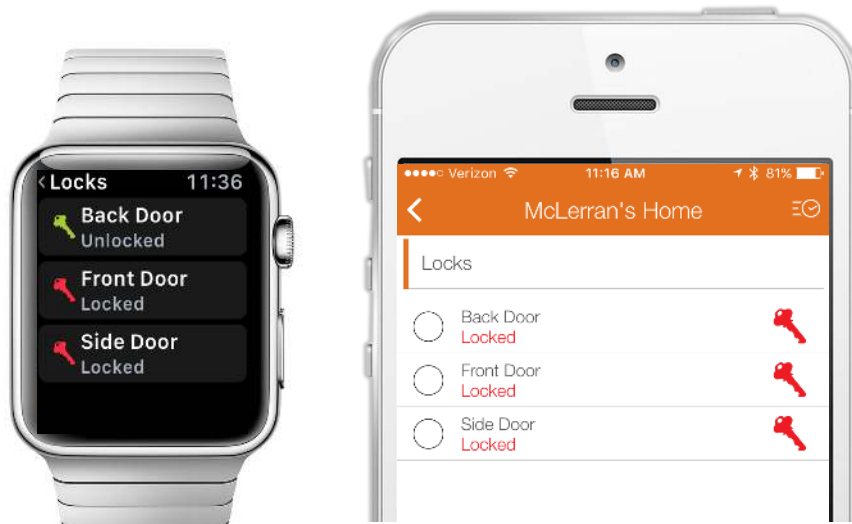 Locks 11:36
Back Door
Unlocked
Front Door
Locked
Side Door
Locked
Verizon 11:16 AM 81%
McLerran's Home
Locks
Back Door
Locked
Front Door
Locked
Side Door
Locked